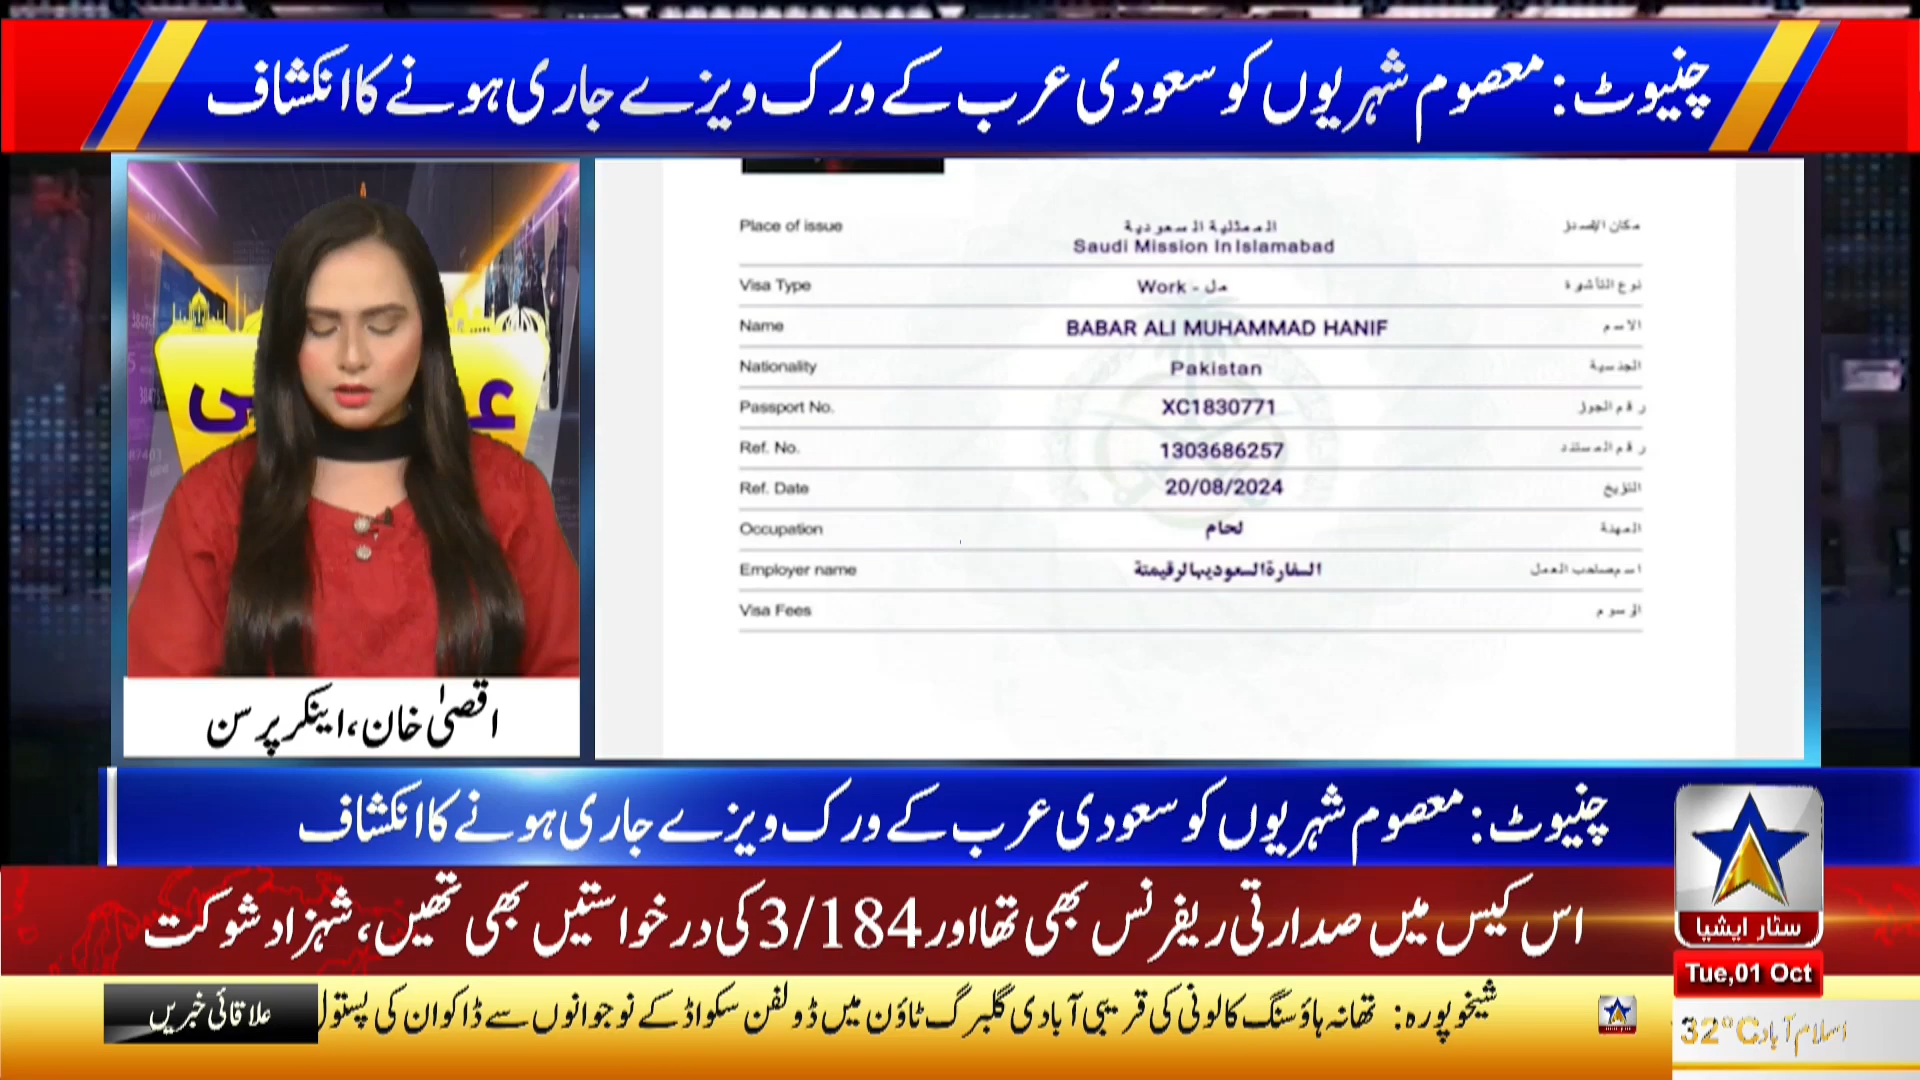 چنیوٹ: معصوم شہریوں کو سعودی عرب کے ورک ویزے جاری ہونے کا انکشاف
Place of issue الممثلية السعودية
Saudi Mission In Islamabad
Visa Type Work - مل نوع التأشيرة
Name BABAR ALI MUHAMMAD HANIF الاسم
Nationality Pakistan الجنسية
Passport No. XC1830771 رقم الجواز
Ref. No. 1303686257 رقم المستند
Ref. Date 20/08/2024 التاريخ
Occupation لحام المهنة
Employer name اسم صاحب العمل
Visa Fees الرسوم
اقصیٰ خان، اینکر پرسن
چنیوٹ: معصوم شہریوں کو سعودی عرب کے ورک ویزے جاری ہونے کا انکشاف
اس کیس میں صدارتی ریفرنس بھی تھا اور 184/3 کی درخواستیں بھی تھیں، شہزاد شوکت
سٹار ایشیا
Tue,01 Oct
علاقائی خبریں
شیخوپورہ: تھانہ ہاؤسنگ کالونی کی قریبی آبادی گلبرگ ٹاؤن میں ڈولفن سکواڈ کے نوجوانوں سے ڈاکوان کی پستول
اسلام آباد 32°C